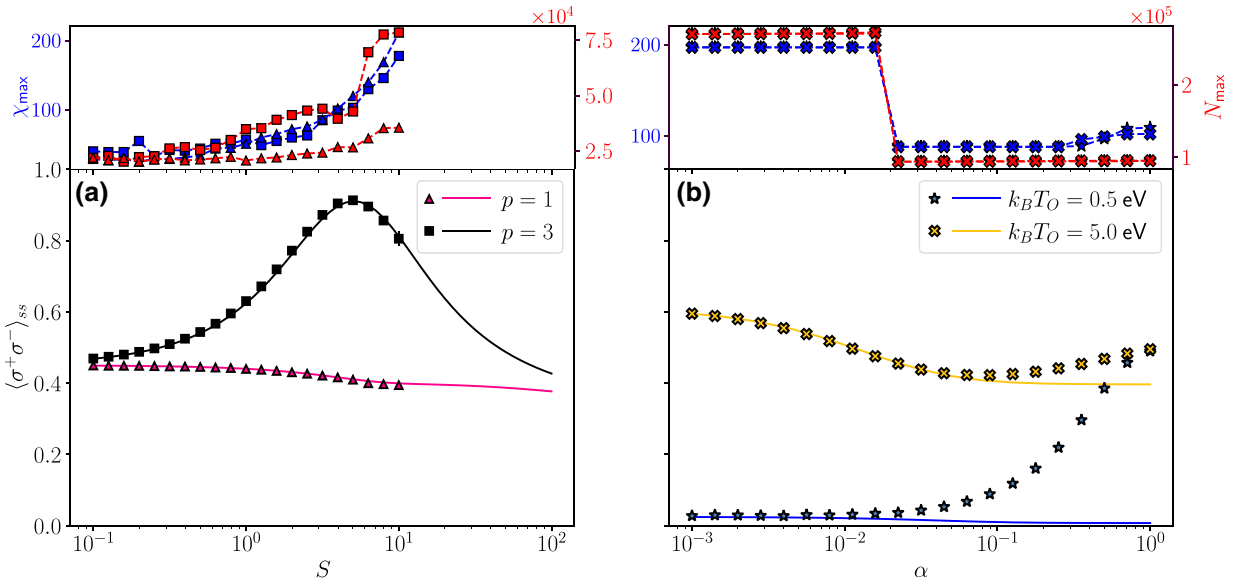 ×10⁴
×10⁵
200
100
χmax
7.5
5.0
2.5
200
100
2
1
Nmax
1.0
0.8
0.6
0.4
0.2
0.0
⟨σ⁺σ⁻⟩ss
(a)
p = 1
p = 3
(b)
kBTO = 0.5 eV
kBTO = 5.0 eV
10⁻¹
10⁰
10¹
10²
S
10⁻³
10⁻²
10⁻¹
10⁰
α